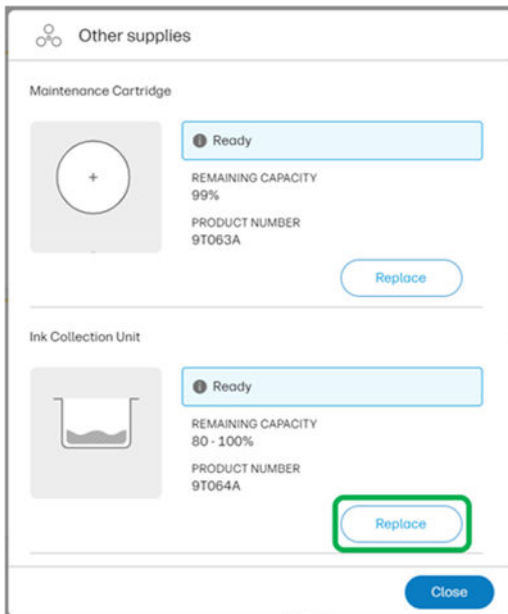 Other supplies
Maintenance Cartridge
Ready
REMAINING CAPACITY
99%
PRODUCT NUMBER
9T063A
Replace
Ink Collection Unit
Ready
REMAINING CAPACITY
80 - 100%
PRODUCT NUMBER
9T064A
Replace
Close